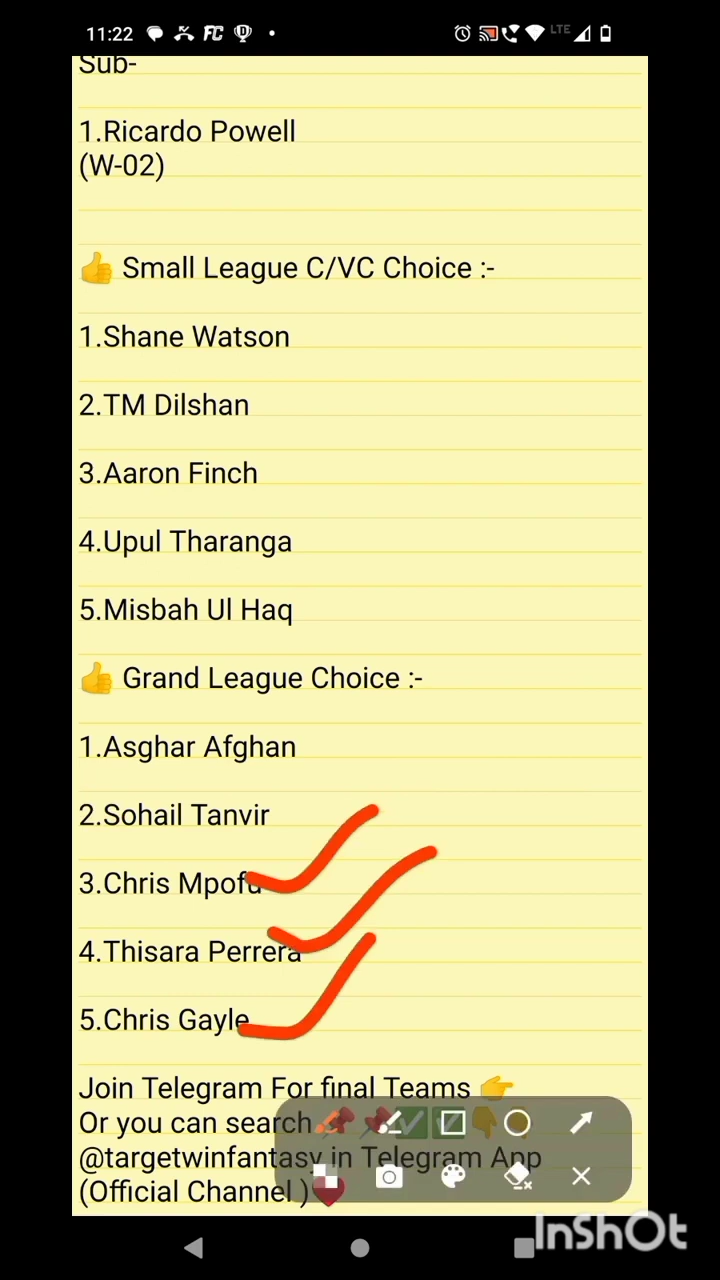 11:22 FC LTE
Sub-
1.Ricardo Powell
(W-02)
👍 Small League C/VC Choice :-
1.Shane Watson
2.TM Dilshan
3.Aaron Finch
4.Upul Tharanga
5.Misbah Ul Haq
👍 Grand League Choice :-
1.Asghar Afghan
2.Sohail Tanvir
3.Chris Mpofu
4.Thisara Perrera
5.Chris Gayle
Join Telegram For final Teams 👉
Or you can search
@targetwinfantasy in Telegram App
(Official Channel )❤
InShOt